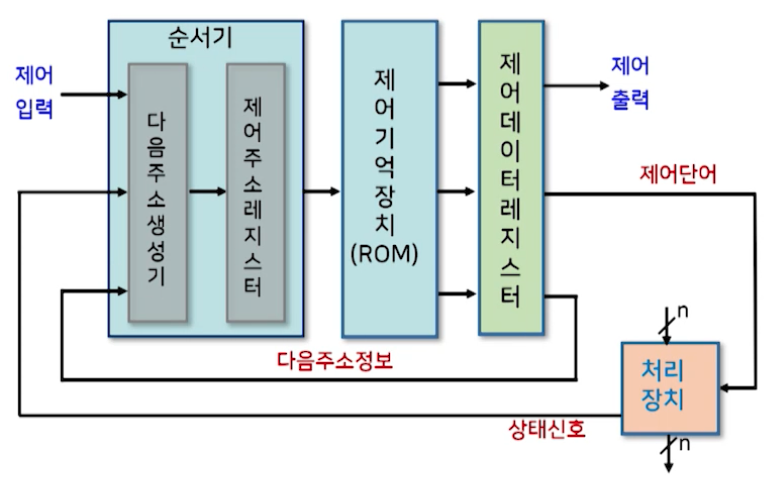 순서기
제어
입력
다음주소생성기
제어주소레지스터
제어기억장치
(ROM)
제어데이터레지스터
제어
출력
제어단어
다음주소정보
상태신호
n
처리
장치
n